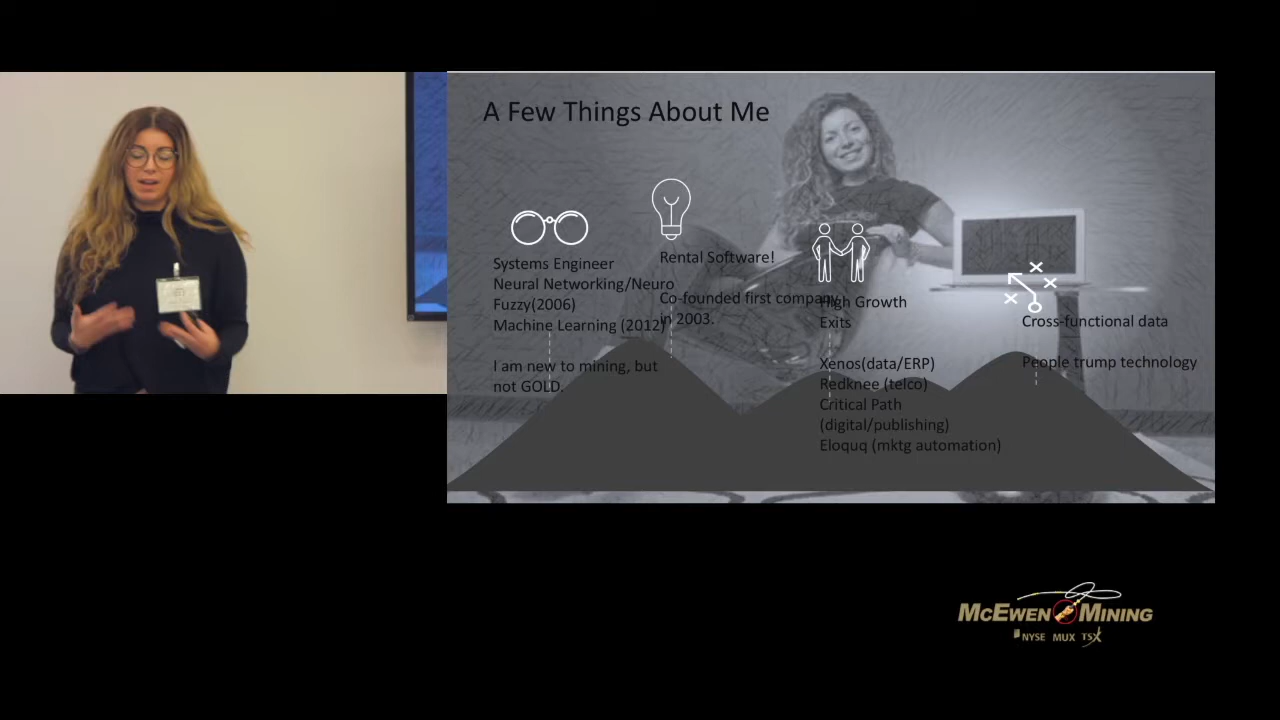 A Few Things About Me
Systems Engineer
Neural Networking/Neuro
Fuzzy(2006)
Machine Learning (2012)
I am new to mining, but
not GOLD.
Rental Software!
Co-founded first company
in 2003.
High Growth
Exits
Xenos(data/ERP)
Redknee (telco)
Critical Path
(digital/publishing)
Eloquq (mktg automation)
Cross-functional data
People trump technology
MCEWEN MINING
NYSE MUX TSX